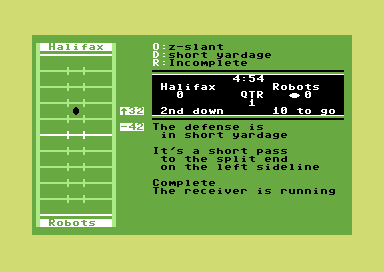 Halifax
O:z-slant
D:short yardage
R:Incomplete
4:54
Halifax Robots
0 QTR 0
1
2nd down 10 to go
↑32
-42
The defense is
in short yardage
It's a short pass
to the split end
on the left sideline
Complete
The receiver is running
Robots